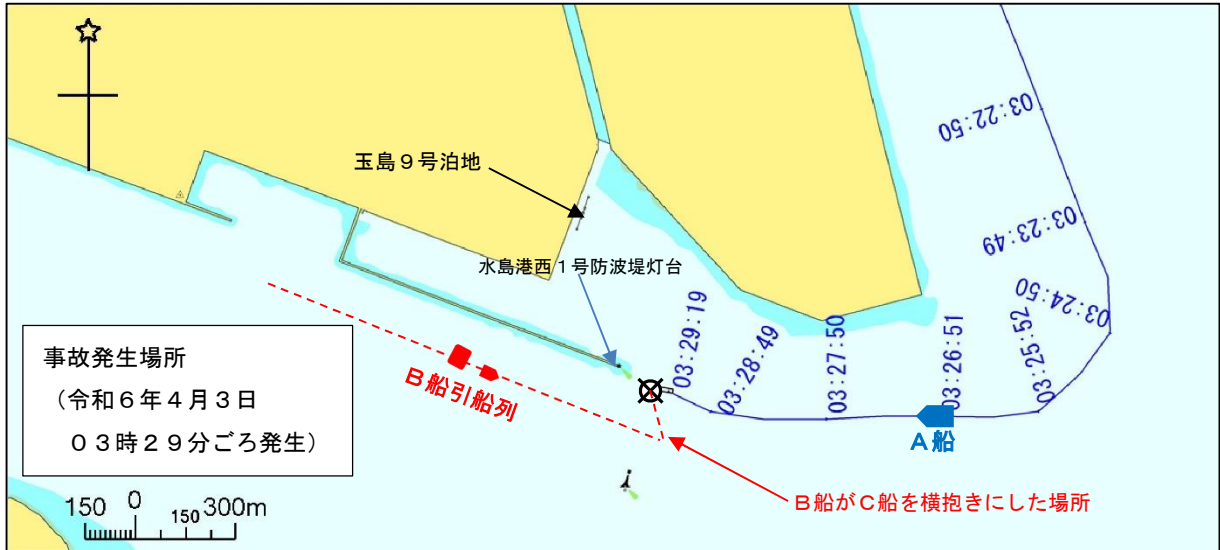 03:22:50
玉島９号泊地
03:23:49
水島港西１号防波堤灯台
03:24:50
03:29:19
03:28:49
03:27:50
03:26:51
03:25:52
事故発生場所
（令和６年４月３日
０３時２９分ごろ発生）
Ｂ船引船列
Ａ船
Ｂ船がＣ船を横抱きにした場所
150 0 150 300m